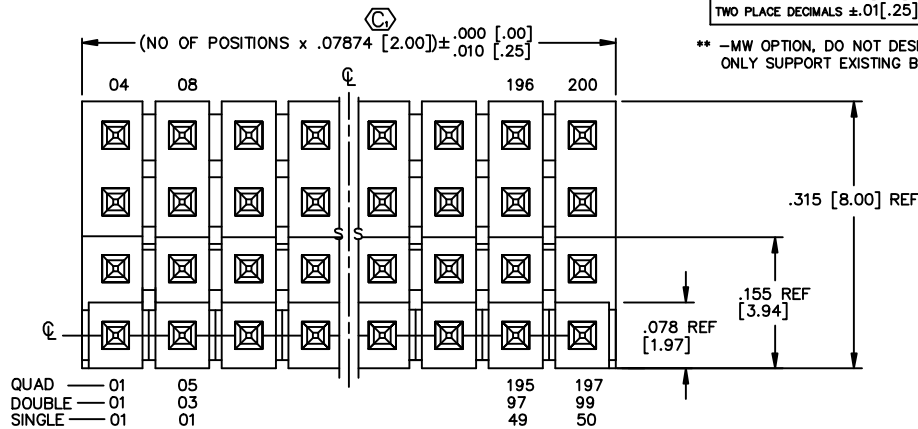 TWO PLACE DECIMALS ±.01[.25]
C1
(NO OF POSITIONS x .07874 [2.00])± .000 [.00]
.010 [.25]
** -MW OPTION, DO NOT
ONLY SUPPORT EXISTING
CL
04 08 196 200
.315 [8.00] REF
S S
.155 REF
[3.94]
CL
.078 REF
[1.97]
QUAD 01 05 195 197
DOUBLE 01 03 97 99
SINGLE 01 01 49 50